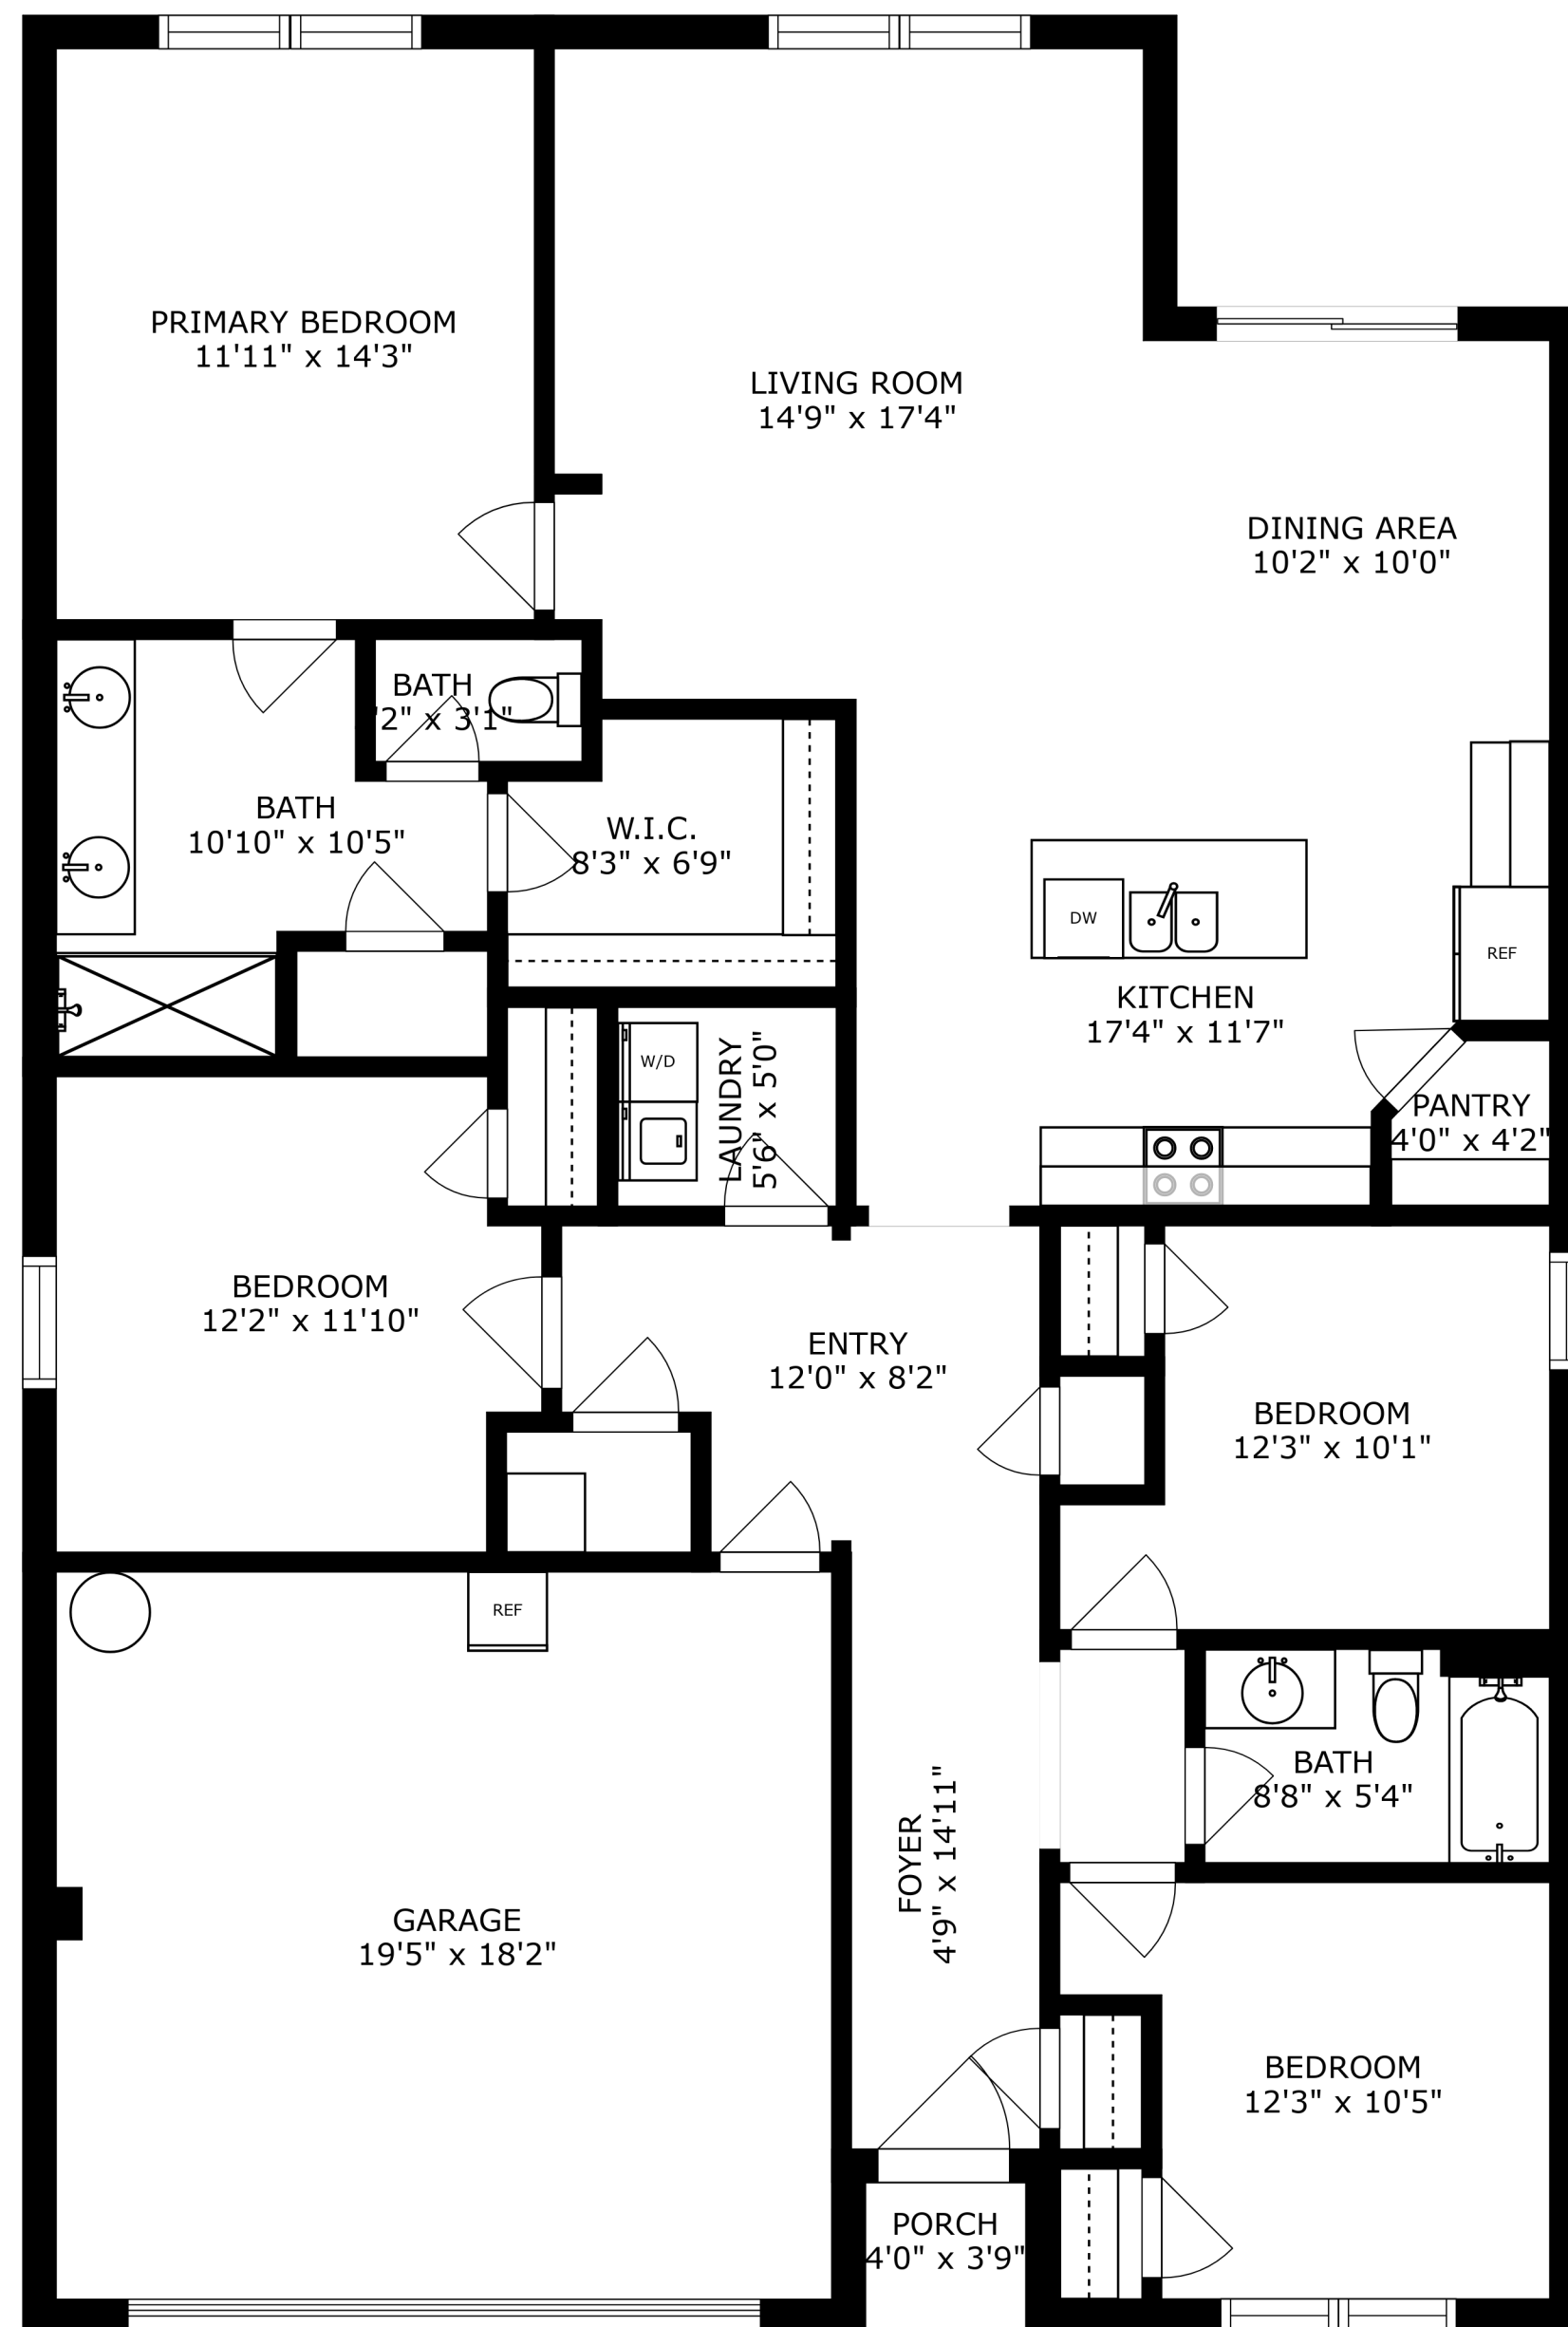 PRIMARY BEDROOM
11'11" x 14'3"
LIVING ROOM
14'9" x 17'4"
DINING AREA
10'2" x 10'0"
BATH
'2" x 3'1"
BATH
10'10" x 10'5"
W.I.C.
8'3" x 6'9"
DW
REF
KITCHEN
17'4" x 11'7"
W/D
LAUNDRY
5'6" x 5'0"
PANTRY
4'0" x 4'2"
BEDROOM
12'2" x 11'10"
ENTRY
12'0" x 8'2"
BEDROOM
12'3" x 10'1"
REF
BATH
8'8" x 5'4"
FOYER
4'9" x 14'11"
GARAGE
19'5" x 18'2"
BEDROOM
12'3" x 10'5"
PORCH
4'0" x 3'9"